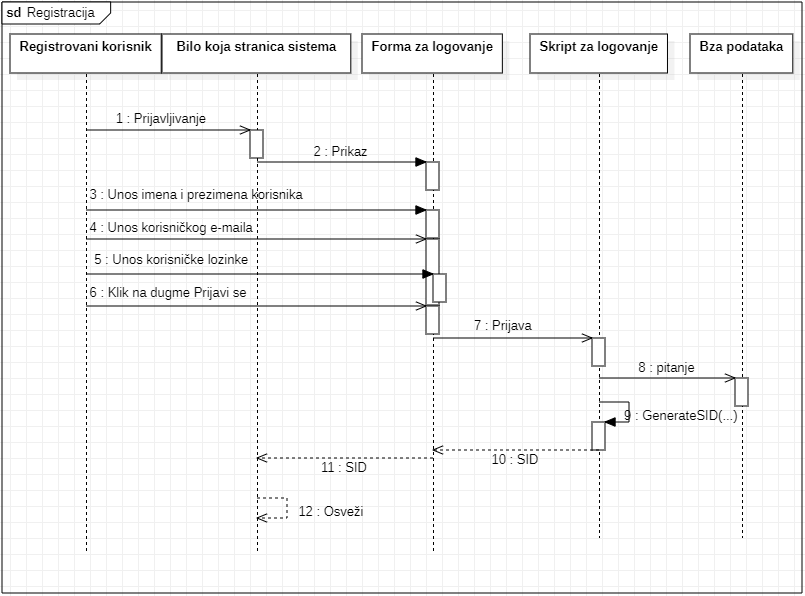 sd Registracija
Registrovani korisnik
Bilo koja stranica sistema
Forma za logovanje
Skript za logovanje
Bza podataka
1 : Prijavljivanje
2 : Prikaz
3 : Unos imena i prezimena korisnika
4 : Unos korisničkog e-maila
5 : Unos korisničke lozinke
6 : Klik na dugme Prijavi se
7 : Prijava
8 : pitanje
9 : GenerateSID(...)
10 : SID
11 : SID
12 : Osveži